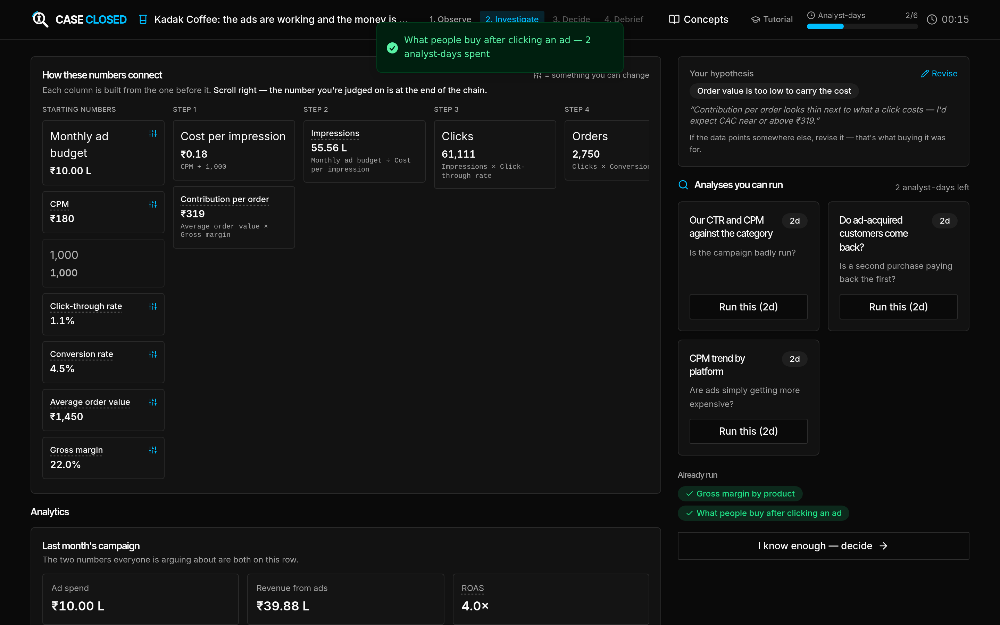 CASE CLOSED
Kadak Coffee: the ads are working and the money is ...
1. Observe
2. Investigate
3. Decide
4. Debrief
Concepts
Tutorial
Analyst-days
2/6
00:15
What people buy after clicking an ad — 2
analyst-days spent
How these numbers connect
= something you can change
Each column is built from the one before it. Scroll right — the number you're judged on is at the end of the chain.
STARTING NUMBERS
STEP 1
STEP 2
STEP 3
STEP 4
Monthly ad
budget
₹10.00 L
CPM
₹180
1,000
1,000
Click-through rate
1.1%
Conversion rate
4.5%
Average order value
₹1,450
Gross margin
22.0%
Cost per impression
₹0.18
CPM ÷ 1,000
Contribution per order
₹319
Average order value ×
Gross margin
Impressions
55.56 L
Monthly ad budget ÷ Cost
per impression
Clicks
61,111
Impressions × Click-
through rate
Orders
2,750
Clicks × Conversion
Analytics
Last month's campaign
The two numbers everyone is arguing about are both on this row.
Ad spend
₹10.00 L
Revenue from ads
₹39.88 L
ROAS
4.0×
Your hypothesis
Revise
Order value is too low to carry the cost
“Contribution per order looks thin next to what a click costs — I'd
expect CAC near or above ₹319.”
If the data points somewhere else, revise it — that's what buying it was
for.
Analyses you can run
2 analyst-days left
Our CTR and CPM
against the category
2d
Is the campaign badly run?
Run this (2d)
Do ad-acquired
customers come
back?
2d
Is a second purchase paying
back the first?
Run this (2d)
CPM trend by
platform
2d
Are ads simply getting more
expensive?
Run this (2d)
Already run
Gross margin by product
What people buy after clicking an ad
I know enough — decide →